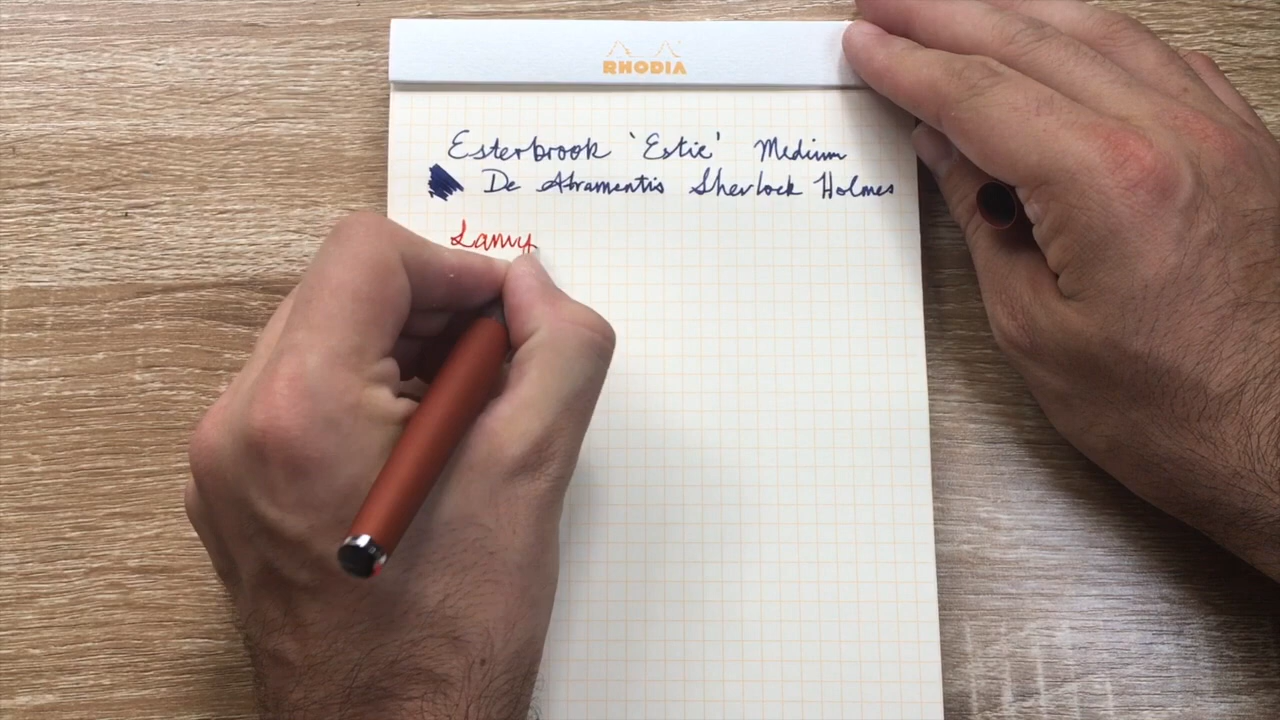 RHODIA
Esterbrook 'Estie' Medium
De Atramentis Sherlock Holmes
Lamy